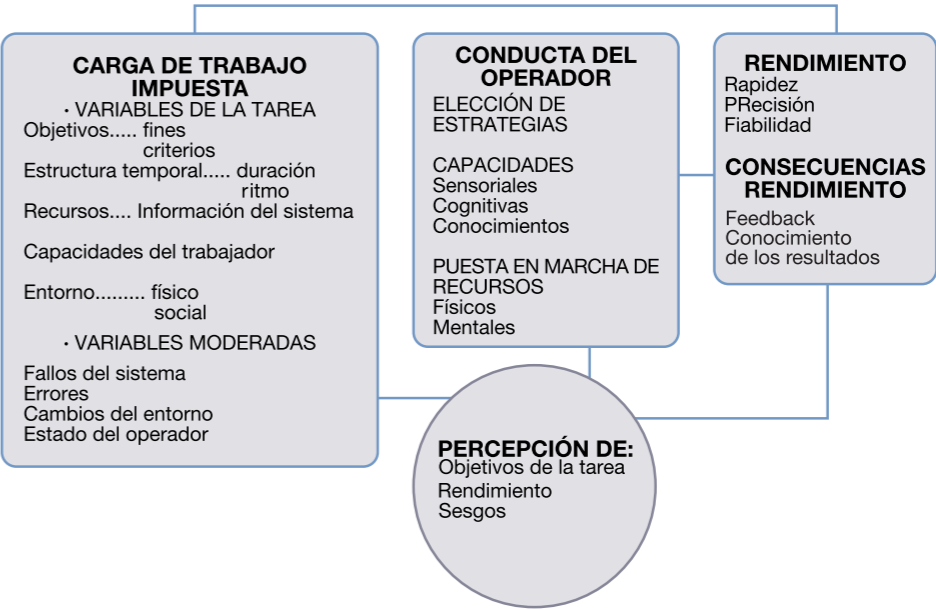 CARGA DE TRABAJO
IMPUESTA
· VARIABLES DE LA TAREA
Objetivos..... fines
criterios
Estructura temporal..... duración
ritmo
Recursos.... Información del sistema
Capacidades del trabajador
Entorno......... físico
social
· VARIABLES MODERADAS
Fallos del sistema
Errores
Cambios del entorno
Estado del operador
CONDUCTA DEL
OPERADOR
ELECCIÓN DE
ESTRATEGIAS
CAPACIDADES
Sensoriales
Cognitivas
Conocimientos
PUESTA EN MARCHA DE
RECURSOS
Físicos
Mentales
RENDIMIENTO
Rapidez
PRecisión
Fiabilidad
CONSECUENCIAS
RENDIMIENTO
Feedback
Conocimiento
de los resultados
PERCEPCIÓN DE:
Objetivos de la tarea
Rendimiento
Sesgos